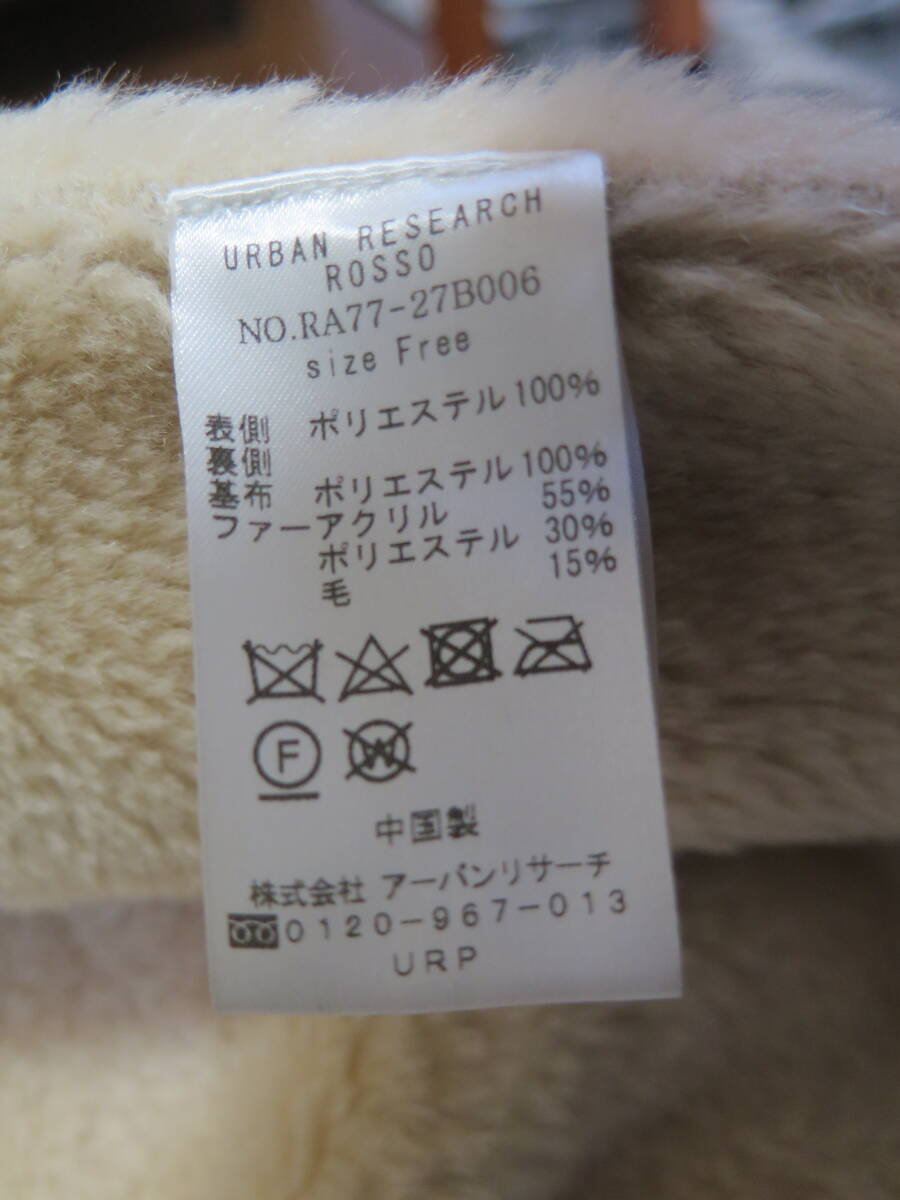 URBAN RESEARCH
ROSSO
NO.RA77-27B006
size Free
表側 ポリエステル100%
裏側
基布 ポリエステル100%
ファーアクリル 55%
ポリエステル 30%
毛 15%
F W
中国製
株式会社 アーバンリサーチ
0120-967-013
URP